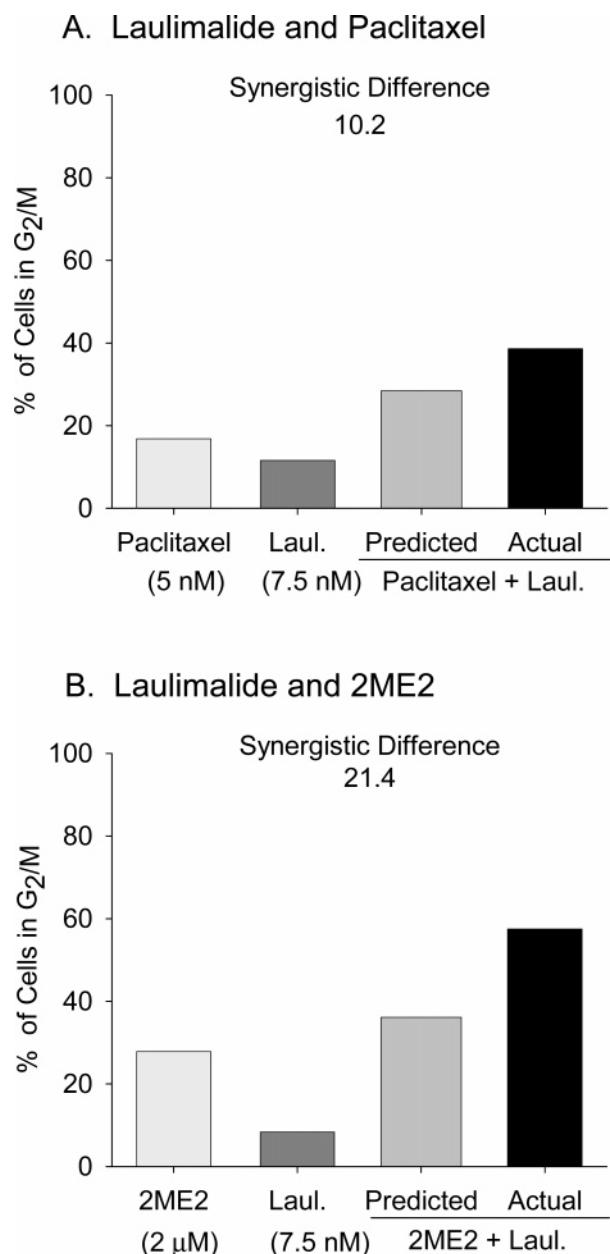 A. Laulimalide and Paclitaxel
Synergistic Difference
10.2
% of Cells in G2/M
100
80
60
40
20
0
Paclitaxel Laul. Predicted Actual
(5 nM) (7.5 nM) Paclitaxel + Laul.
B. Laulimalide and 2ME2
Synergistic Difference
21.4
% of Cells in G2/M
100
80
60
40
20
0
2ME2 Laul. Predicted Actual
(2 μM) (7.5 nM) 2ME2 + Laul.